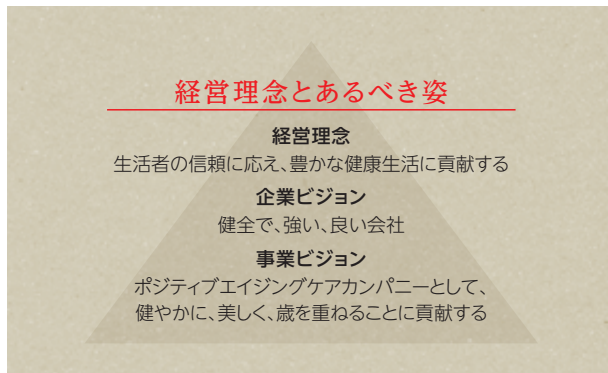 経営理念とあるべき姿
経営理念
生活者の信頼に応え、豊かな健康生活に貢献する
企業ビジョン
健全で、強い、良い会社
事業ビジョン
ポジティブエイジングケアカンパニーとして、
健やかに、美しく、歳を重ねることに貢献する